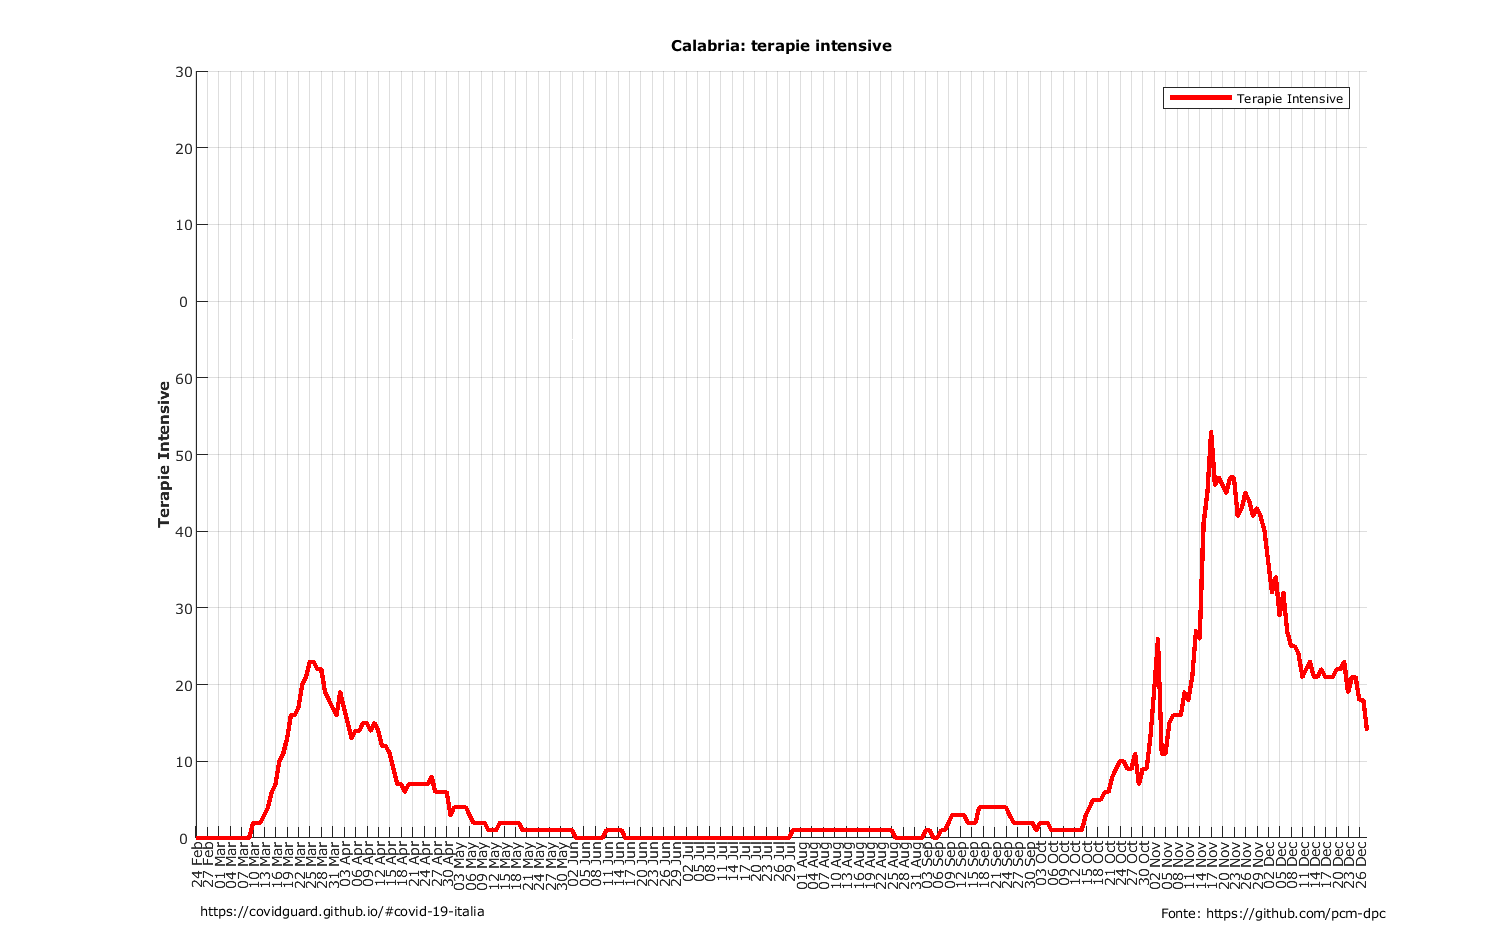 Calabria: terapie intensive
Terapie Intensive
Terapie Intensive
30
20
10
0
60
50
40
30
20
10
0
24 Feb
27 Feb
01 Mar
04 Mar
07 Mar
10 Mar
13 Mar
16 Mar
19 Mar
22 Mar
25 Mar
28 Mar
31 Mar
03 Apr
06 Apr
09 Apr
12 Apr
15 Apr
18 Apr
21 Apr
24 Apr
27 Apr
30 Apr
03 May
06 May
09 May
12 May
15 May
18 May
21 May
24 May
27 May
30 May
02 Jun
05 Jun
08 Jun
11 Jun
14 Jun
17 Jun
20 Jun
23 Jun
26 Jun
29 Jun
02 Jul
05 Jul
08 Jul
11 Jul
14 Jul
17 Jul
20 Jul
23 Jul
26 Jul
29 Jul
01 Aug
04 Aug
07 Aug
10 Aug
13 Aug
16 Aug
19 Aug
22 Aug
25 Aug
28 Aug
31 Aug
03 Sep
06 Sep
09 Sep
12 Sep
15 Sep
18 Sep
21 Sep
24 Sep
27 Sep
30 Sep
03 Oct
06 Oct
09 Oct
12 Oct
15 Oct
18 Oct
21 Oct
24 Oct
27 Oct
30 Oct
02 Nov
05 Nov
08 Nov
11 Nov
14 Nov
17 Nov
20 Nov
23 Nov
26 Nov
29 Nov
02 Dec
05 Dec
08 Dec
11 Dec
14 Dec
17 Dec
20 Dec
23 Dec
26 Dec
https://covidguard.github.io/#covid-19-italia
Fonte: https://github.com/pcm-dpc